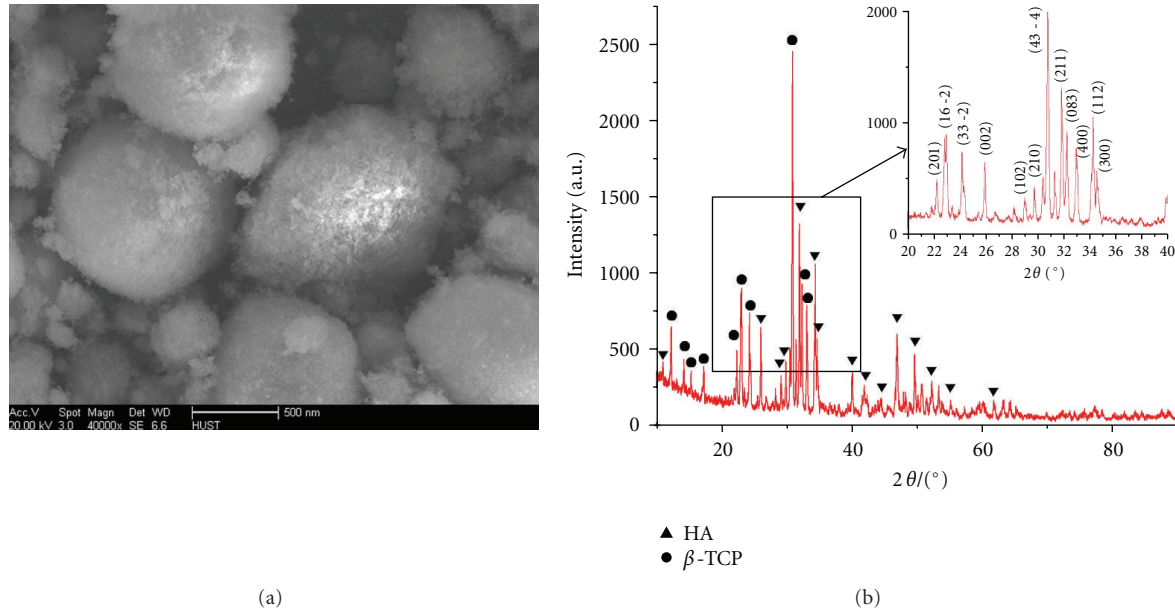 Acc.V Spot Magn Det WD 500 nm
20.00 kV 3.0 40000x SE 6.6 HUST
(a)
Intensity (a.u.)
2500
2000
1500
1000
500
0
20
40
60
80
2θ/(°)
2000
1000
0
(201)
(16 -2)
(33 -2)
(002)
(102)
(210)
(43 - 4)
(211)
(083)
(400)
(112)
(300)
20 22 24 26 28 30 32 34 36 38 40
2θ (°)
▲ HA
● β-TCP
(b)